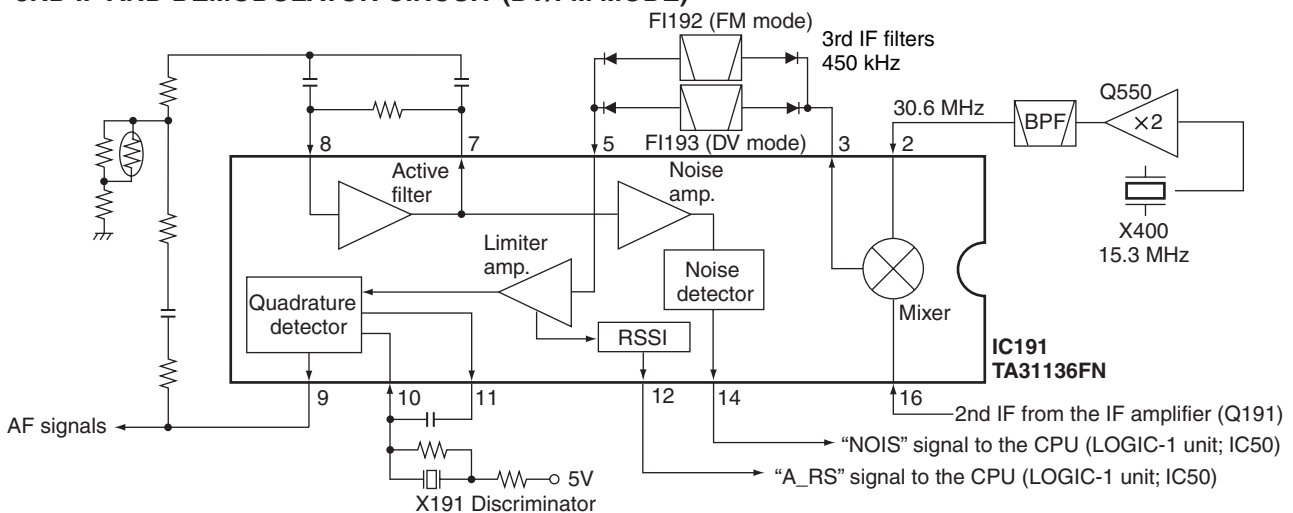 3RD IF AND DEMODULATOR CIRCUIT (DV/FM MODE)
FI192 (FM mode)
3rd IF filters
450 kHz
FI193 (DV mode)
30.6 MHz
BPF
Q550
×2
X400
15.3 MHz
8
7
5
3
2
Active
filter
Noise
amp.
Limiter
amp.
Noise
detector
Quadrature
detector
RSSI
Mixer
IC191
TA31136FN
9
10
11
12
14
16
AF signals
2nd IF from the IF amplifier (Q191)
“NOIS” signal to the CPU (LOGIC-1 unit; IC50)
“A_RS” signal to the CPU (LOGIC-1 unit; IC50)
5V
X191 Discriminator